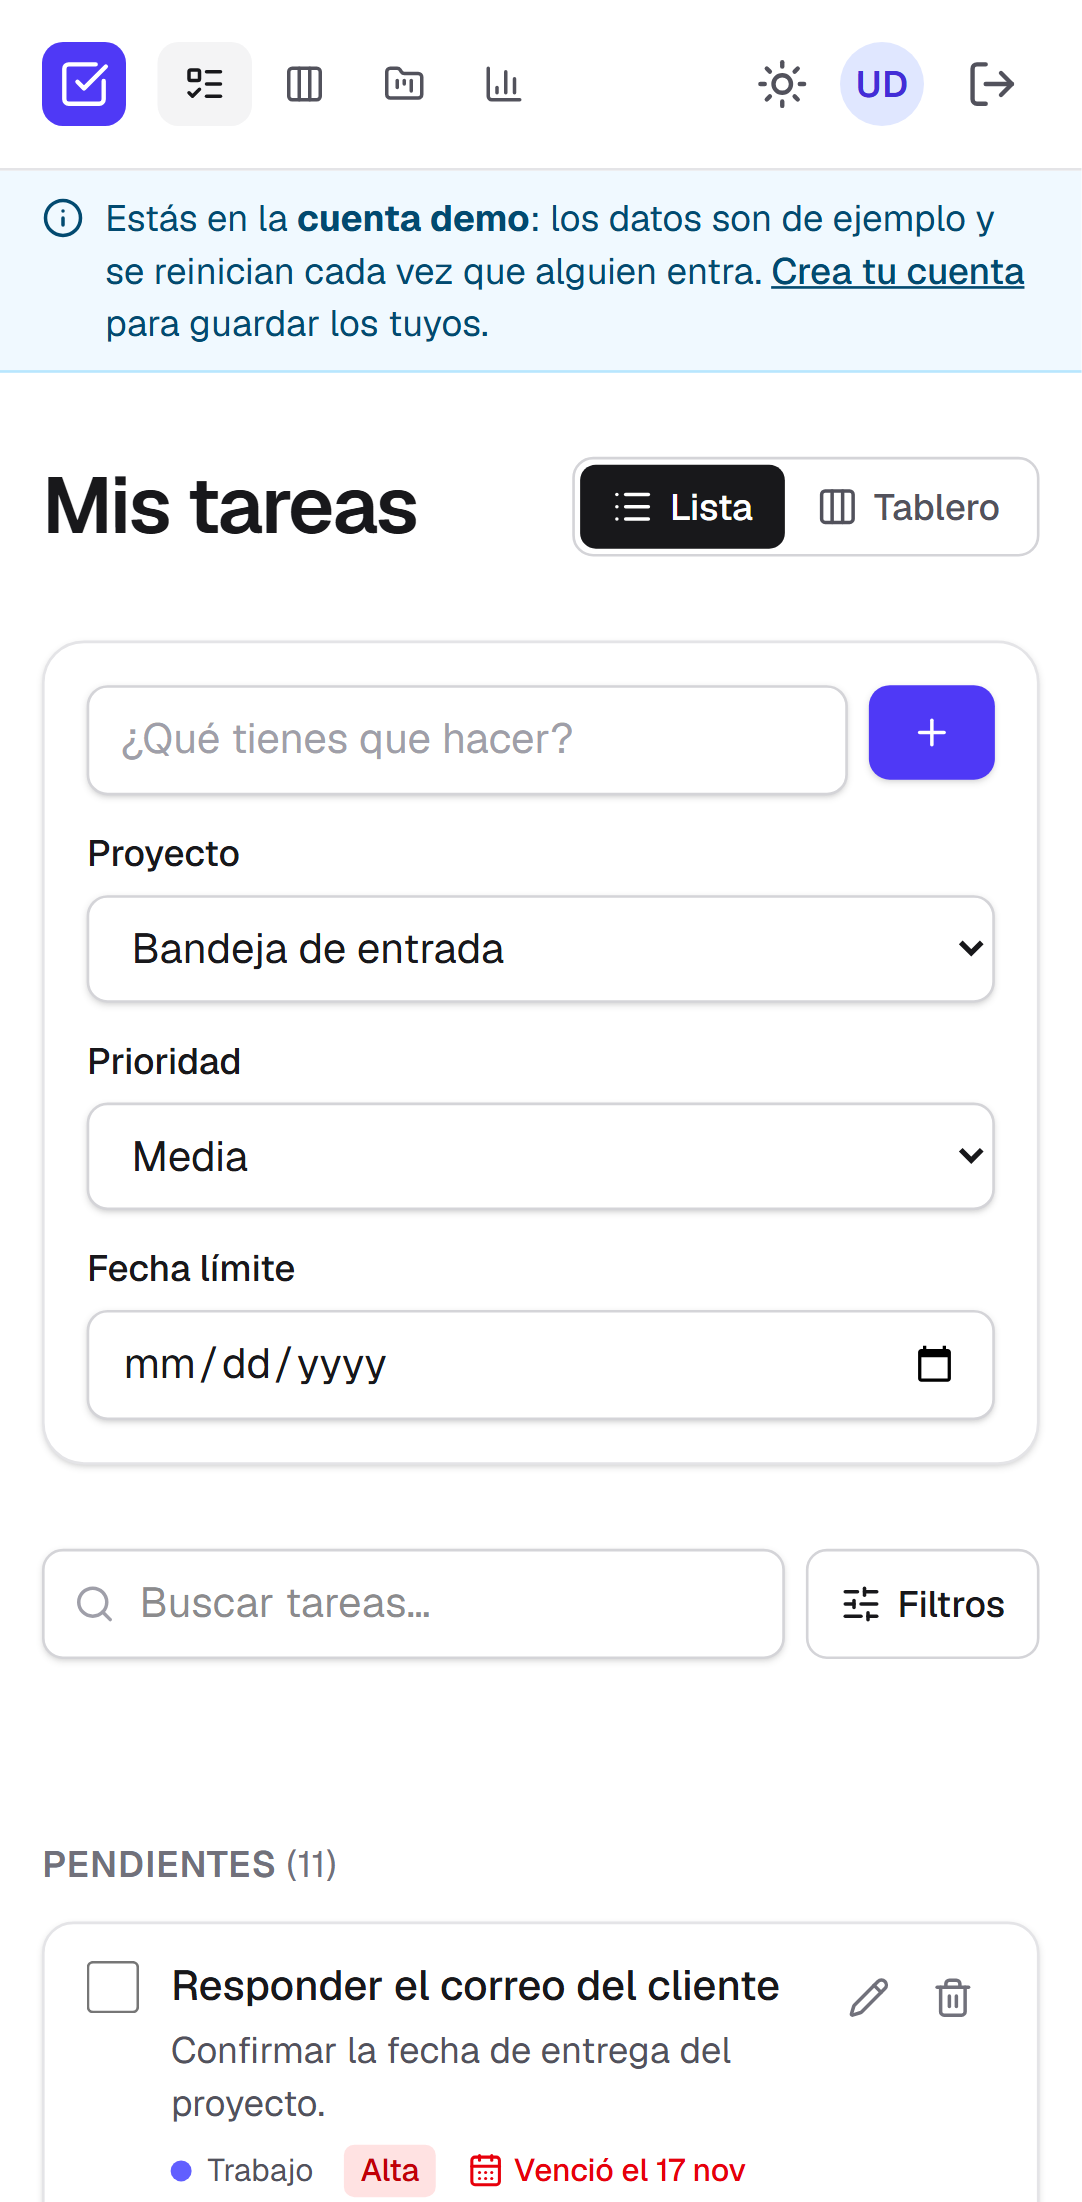 UD
Estás en la cuenta demo: los datos son de ejemplo y
se reinician cada vez que alguien entra. Crea tu cuenta
para guardar los tuyos.
Mis tareas
Lista
Tablero
¿Qué tienes que hacer?
Proyecto
Bandeja de entrada
Prioridad
Media
Fecha límite
mm/dd/yyyy
Buscar tareas...
Filtros
PENDIENTES (11)
Responder el correo del cliente
Confirmar la fecha de entrega del
proyecto.
Trabajo
Alta
Venció el 17 nov